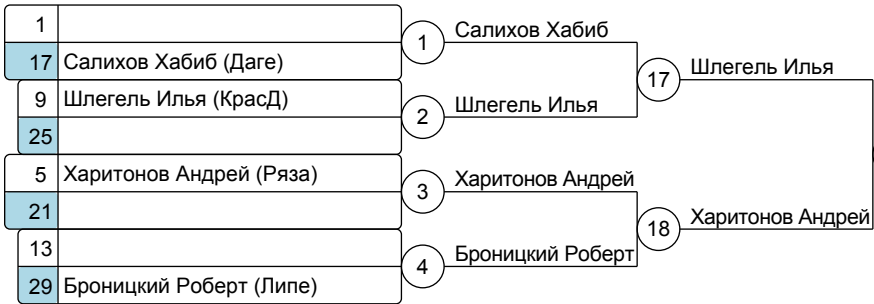 1
17 Салихов Хабиб (Даге)
9 Шлегель Илья (КрасД)
25
5 Харитонов Андрей (Ряза)
21
13
29 Броницкий Роберт (Липе)
1
Салихов Хабиб
2
Шлегель Илья
3
Харитонов Андрей
4
Броницкий Роберт
17
Шлегель Илья
18
Харитонов Андрей